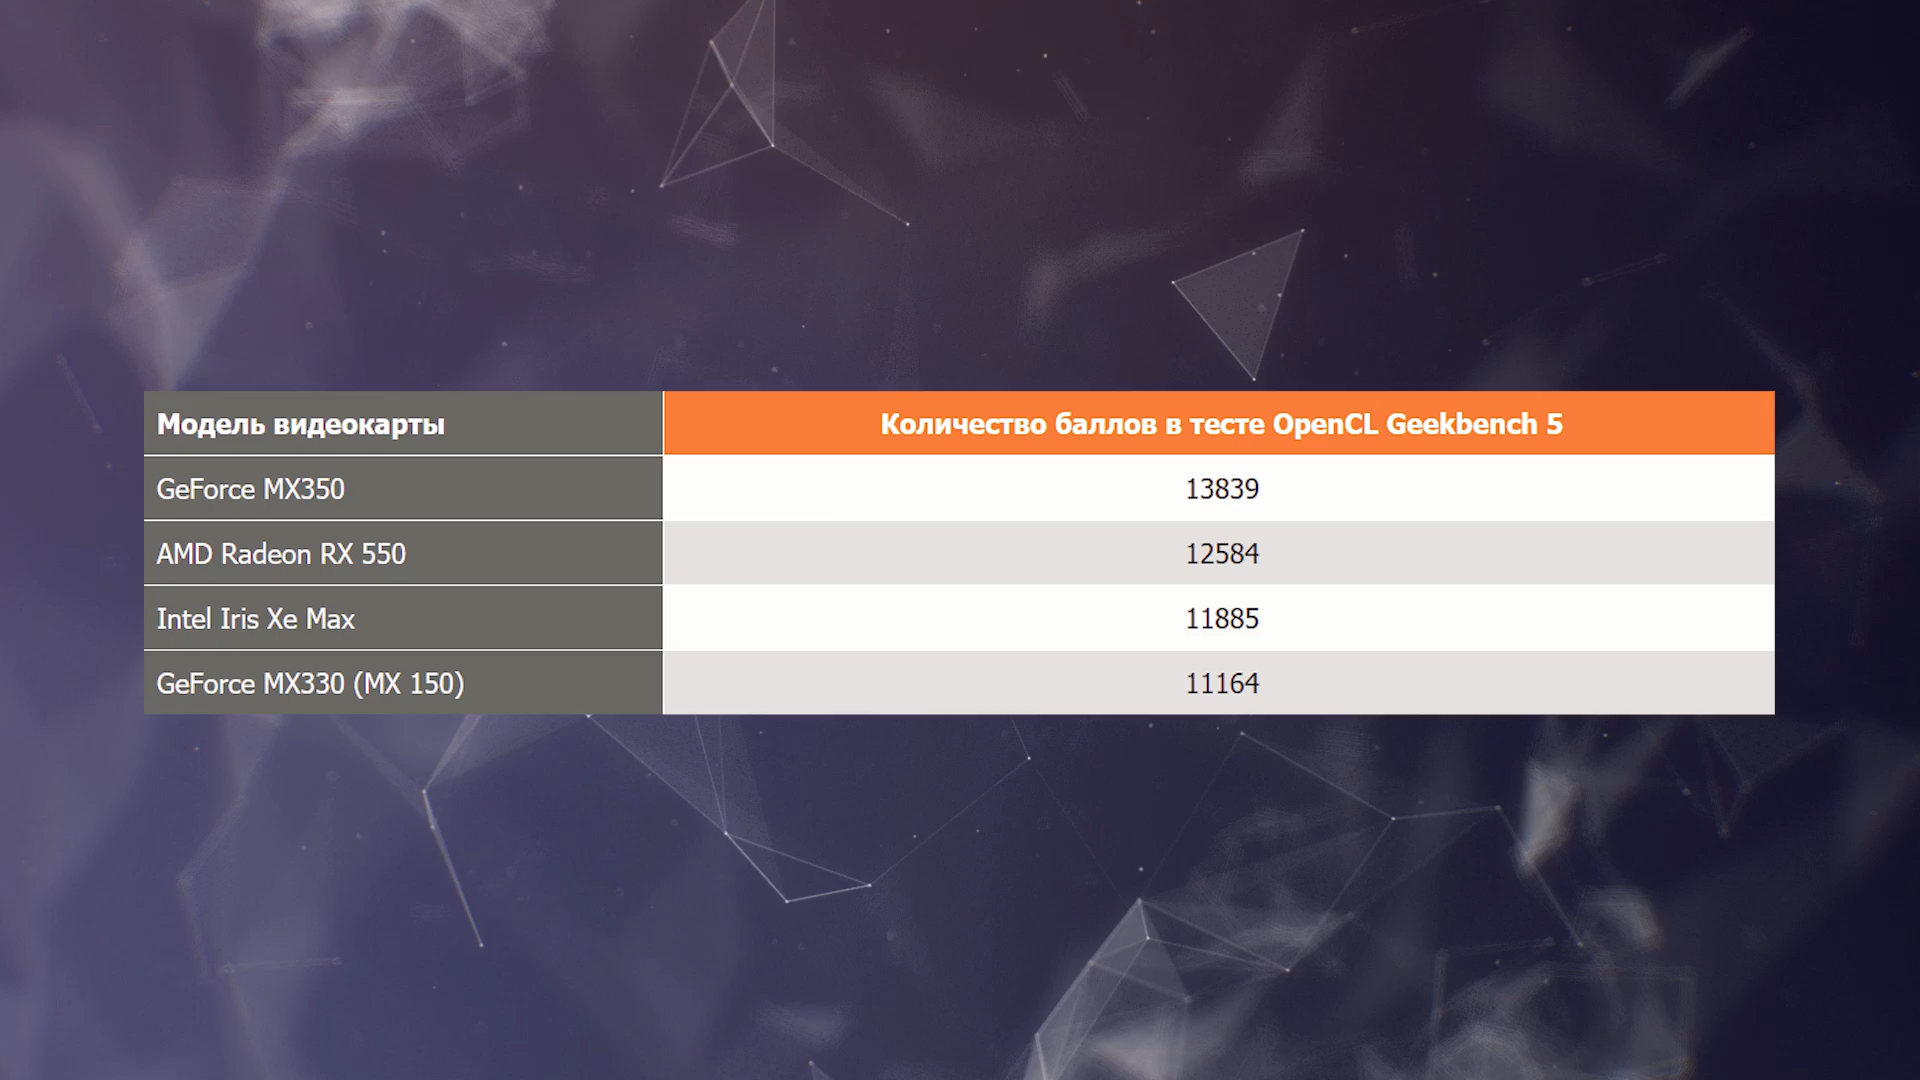 Модель видеокарты Количество баллов в тесте OpenCL Geekbench 5
GeForce MX350 13839
AMD Radeon RX 550 12584
Intel Iris Xe Max 11885
GeForce MX330 (MX 150) 11164